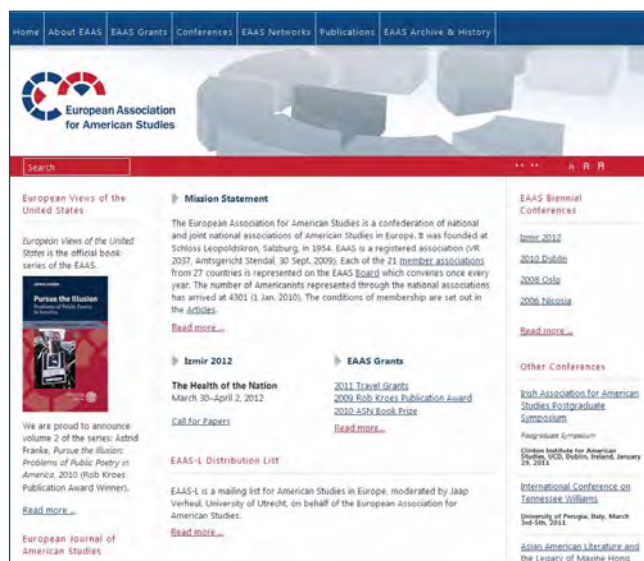 Home About EAAS EAAS Grants Conferences EAAS Networks Publications EAAS Archive & History
European Association
for American Studies
Search
A A A
European Views of the
United States
European Views of the United
States is the official book
series of the EAAS.
Pursue the Illusion
Problems of Public Poetry
in America
We are proud to announce
volume 2 of the series: Astrid
Franke, Pursue the Illusion:
Problems of Public Poetry in
America, 2010 (Rob Kroes
Publication Award Winner).
Read more ...
European Journal of
American Studies
Mission Statement
The European Association for American Studies is a confederation of national
and joint national associations of American Studies in Europe. It was founded at
Schloss Leopoldskron, Salzburg, in 1954. EAAS is a registered association (VR
2037, Amtsgericht Stendal, 30 Sept. 2009). Each of the 21 member associations
from 27 countries is represented on the EAAS Board which convenes once every
year. The number of Americanists represented through the national associations
has arrived at 4301 (1 Jan. 2010). The conditions of membership are set out in
the Articles.
Read more ...
Izmir 2012
The Health of the Nation
March 30–April 2, 2012
Call for Papers
EAAS Grants
2011 Travel Grants
2009 Rob Kroes Publication Award
2010 ASN Book Prize
Read more...
EAAS-L Distribution List
EAAS-L is a mailing list for American Studies in Europe, moderated by Jaap
Verheul, University of Utrecht, on behalf of the European Association for
American Studies.
Read more ...
EAAS Biennial
Conferences
Izmir 2012
2010 Dublin
2008 Oslo
2006 Nicosia
Read more ...
Other Conferences
Irish Association for American
Studies Postgraduate
Symposium
Postgraduate Symposium
Clinton Institute for American
Studies, UCD, Dublin, Ireland, January
29, 2011
International Conference on
Tennessee Williams
University of Perugia, Italy, March
3rd-5th, 2011
Asian American Literature and
the Legacy of Maxine Hong